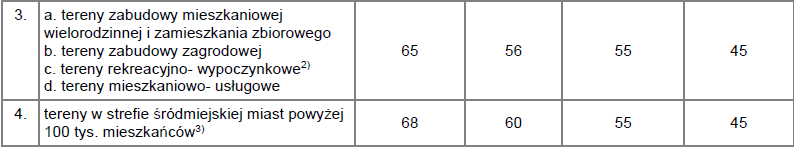 3. a. tereny zabudowy mieszkaniowej
wielorodzinnej i zamieszkania zbiorowego
b. tereny zabudowy zagrodowej
c. tereny rekreacyjno- wypoczynkowe2)
d. tereny mieszkaniowo- usługowe
65 56 55 45
4. tereny w strefie śródmiejskiej miast powyżej
100 tys. mieszkańców3)
68 60 55 45